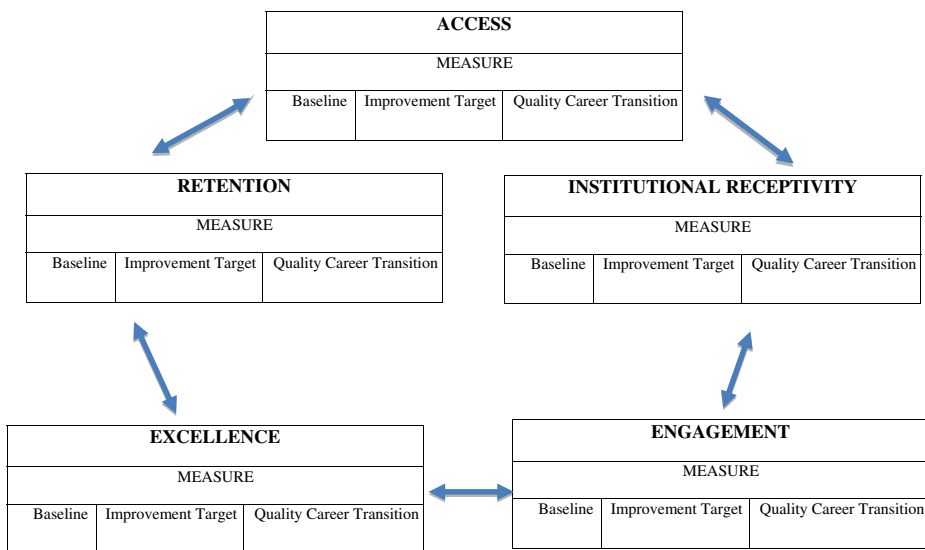 ACCESS
MEASURE
Baseline Improvement Target Quality Career Transition
RETENTION
MEASURE
Baseline Improvement Target Quality Career Transition
INSTITUTIONAL RECEPTIVITY
MEASURE
Baseline Improvement Target Quality Career Transition
EXCELLENCE
MEASURE
Baseline Improvement Target Quality Career Transition
ENGAGEMENT
MEASURE
Baseline Improvement Target Quality Career Transition